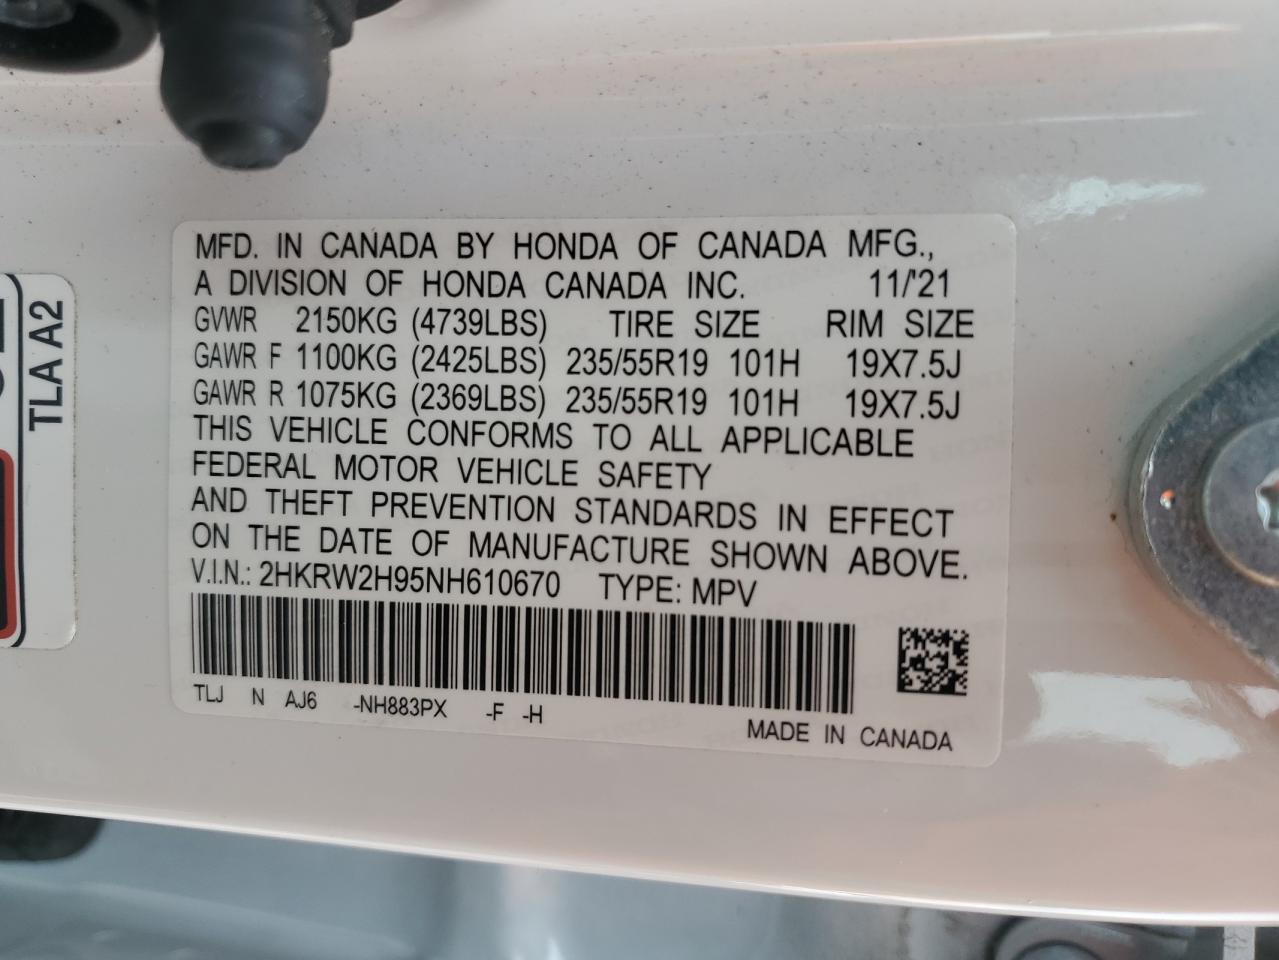 MFD. IN CANADA BY HONDA OF CANADA MFG.,
A DIVISION OF HONDA CANADA INC. 11/'21
GVWR 2150KG (4739LBS) TIRE SIZE RIM SIZE
GAWR F 1100KG (2425LBS) 235/55R19 101H 19X7.5J
GAWR R 1075KG (2369LBS) 235/55R19 101H 19X7.5J
THIS VEHICLE CONFORMS TO ALL APPLICABLE
FEDERAL MOTOR VEHICLE SAFETY
AND THEFT PREVENTION STANDARDS IN EFFECT
ON THE DATE OF MANUFACTURE SHOWN ABOVE.
V.I.N.: 2HKRW2H95NH610670 TYPE: MPV
TLJ N AJ6 -NH883PX -F -H
MADE IN CANADA
TLA A2